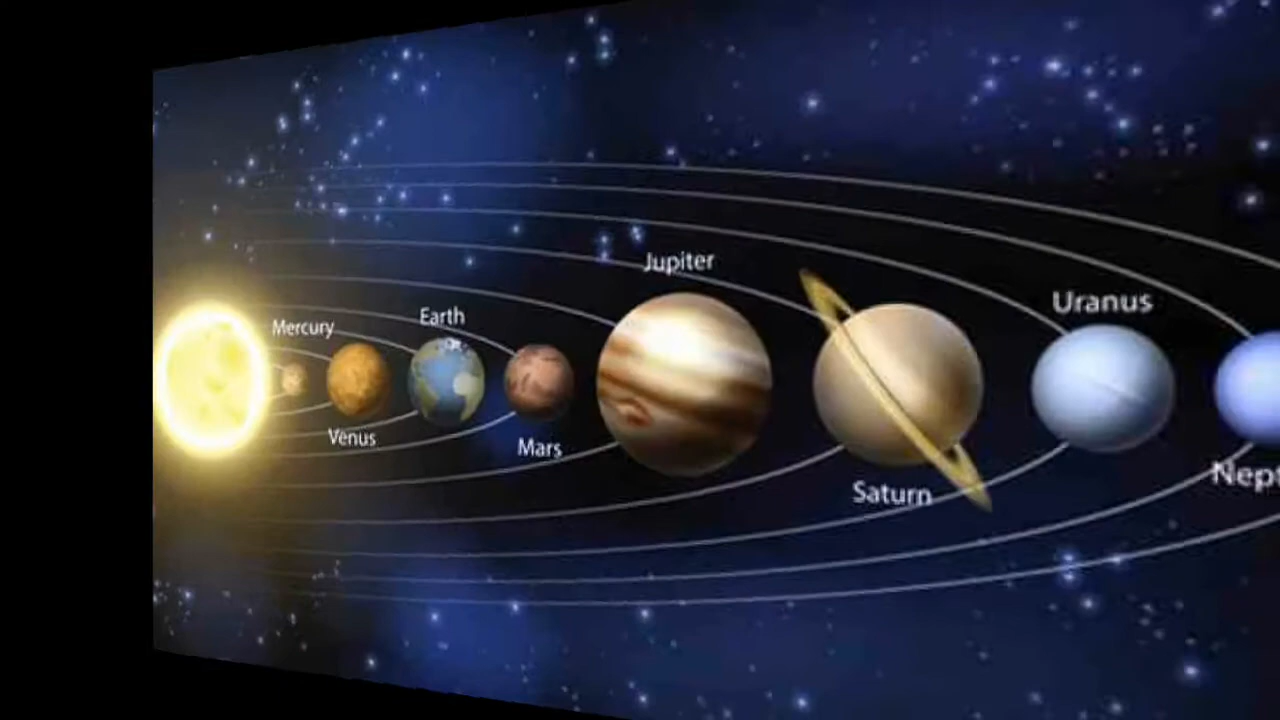 Mercury
Venus
Earth
Mars
Jupiter
Saturn
Uranus
Nept